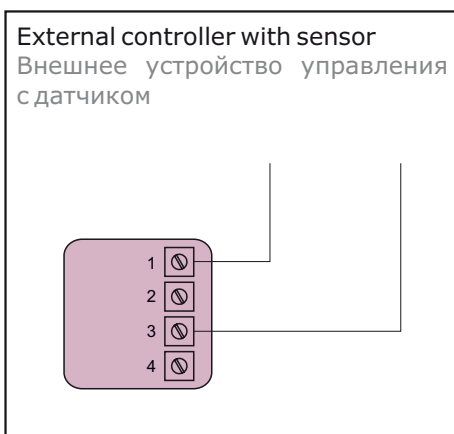 External controller with sensor
Внешнее устройство управления
с датчиком
1
2
3
4